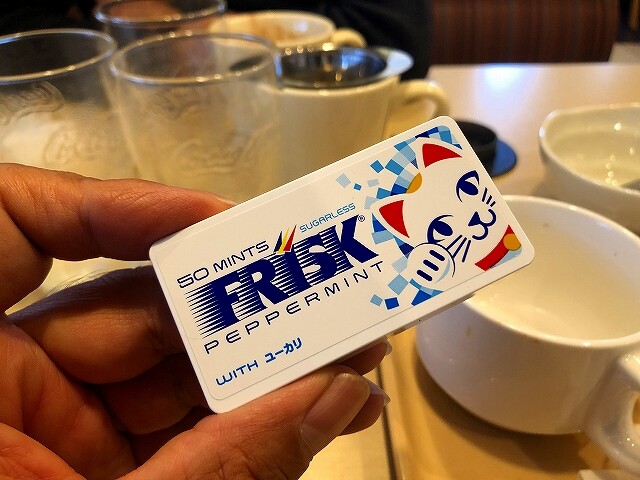 50 MINTS SUGARLESS
FRISK®
PEPPERMINT
WITH ユーカリ